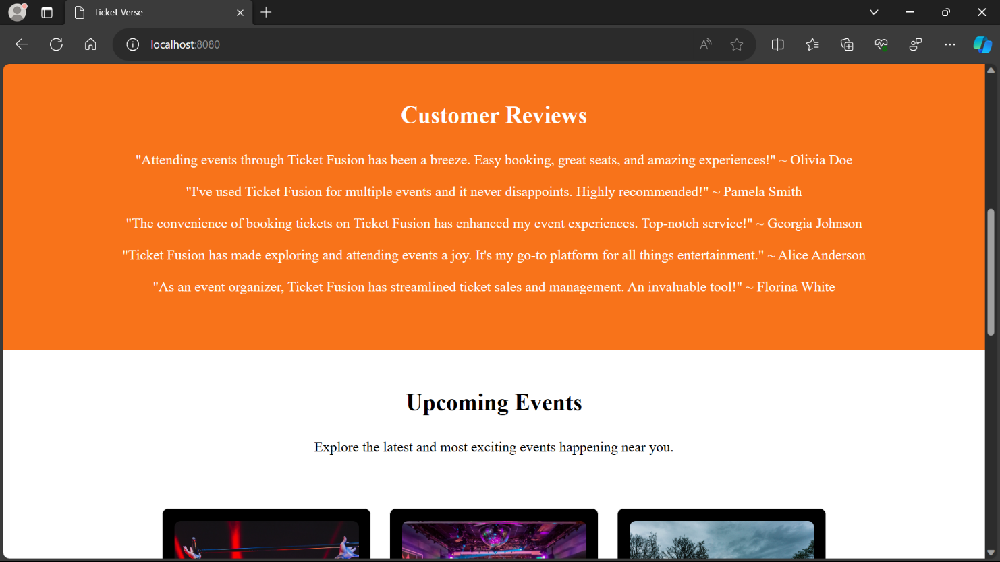 Ticket Verse
localhost:8080
Customer Reviews
"Attending events through Ticket Fusion has been a breeze. Easy booking, great seats, and amazing experiences!" ~ Olivia Doe
"I've used Ticket Fusion for multiple events and it never disappoints. Highly recommended!" ~ Pamela Smith
"The convenience of booking tickets on Ticket Fusion has enhanced my event experiences. Top-notch service!" ~ Georgia Johnson
"Ticket Fusion has made exploring and attending events a joy. It's my go-to platform for all things entertainment." ~ Alice Anderson
"As an event organizer, Ticket Fusion has streamlined ticket sales and management. An invaluable tool!" ~ Florina White
Upcoming Events
Explore the latest and most exciting events happening near you.